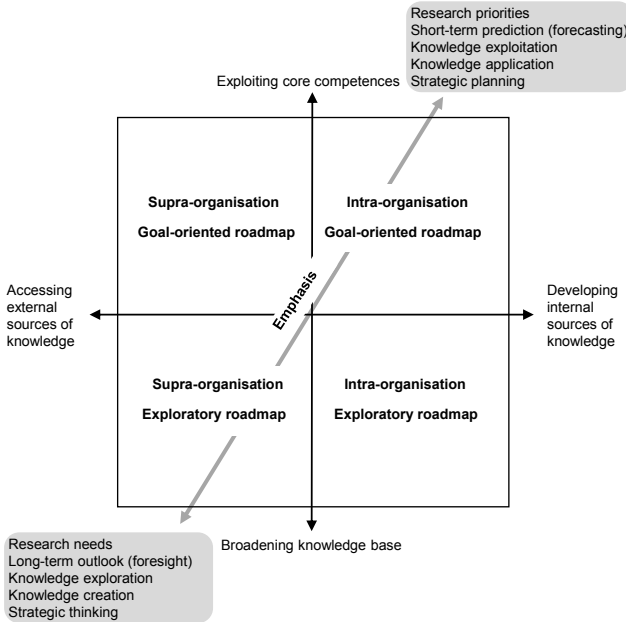 Research priorities
Short-term prediction (forecasting)
Knowledge exploitation
Knowledge application
Strategic planning
Exploiting core competences
Supra-organisation
Goal-oriented roadmap
Intra-organisation
Goal-oriented roadmap
Accessing
external
sources of
knowledge
Emphasis
Developing
internal
sources of
knowledge
Supra-organisation
Exploratory roadmap
Intra-organisation
Exploratory roadmap
Broadening knowledge base
Research needs
Long-term outlook (foresight)
Knowledge exploration
Knowledge creation
Strategic thinking